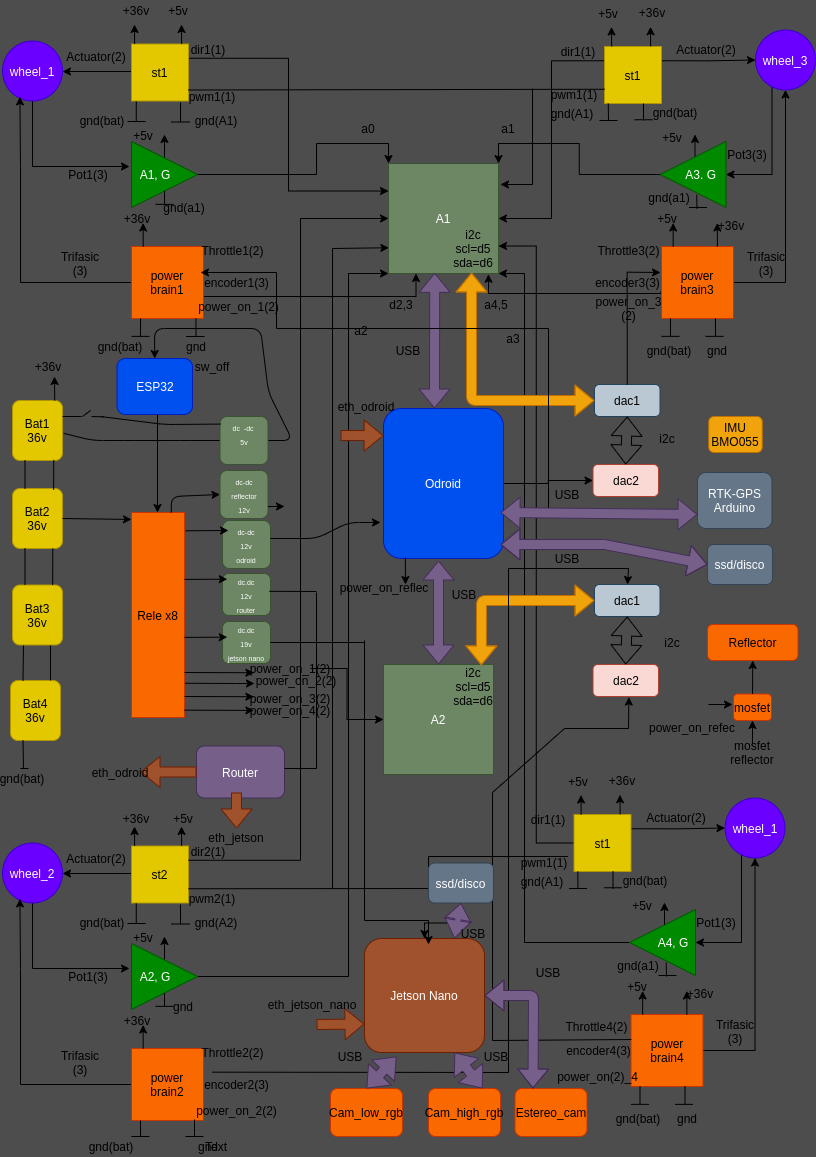 +36v
+5v
+5v
+36v
Actuator(2)
dir1(1)
dir1(1)
Actuator(2)
wheel_1
st1
st1
wheel_3
pwm1(1)
pwm1(1)
gnd(bat)
gnd(A1)
gnd(A1)
gnd(bat)
+5v
a0
a1
+5v
Pot1(3)
A1, G
A3. G
Pot3(3)
gnd(a1)
gnd(a1)
+36v
A1
+5v
+36v
i2c
scl=d5
sda=d6
Trifasic
(3)
power
brain1
Throttle1(2)
encoder1(3)
power_on_1(2)
Throttle3(2)
encoder3(3)
power_on_3
(2)
power
brain3
Trifasic
(3)
d2,3
a4,5
gnd(bat)
gnd
a2
a3
USB
gnd(bat)
gnd
+36v
ESP32
sw_off
eth_odroid
dac1
Bat1
36v
dc -dc
5v
i2c
IMU
BMO055
dc-dc
reflector
12v
Odroid
dac2
USB
RTK-GPS
Arduino
Bat2
36v
dc-dc
12v
odroid
USB
ssd/disco
Bat3
36v
Rele x8
dc.dc
12v
router
power_on_reflec
USB
dac1
dc.dc
19v
jetson nano
i2c
Reflector
power_on_1(2)
power_on_2(2)
power_on_3(2)
power_on_4(2)
i2c
scl=d5
sda=d6
dac2
Bat4
36v
A2
mosfet
power_on_refec
mosfet
reflector
gnd(bat)
eth_odroid
Router
eth_jetson
+5v
+36v
+36v
+5v
dir1(1)
Actuator(2)
wheel_1
Actuator(2)
dir2(1)
st1
wheel_2
st2
pwm1(1)
ssd/disco
gnd(A1)
gnd(bat)
pwm2(1)
gnd(bat)
gnd(A2)
+5v
+5v
USB
Pot1(3)
A4, G
gnd(a1)
Pot1(3)
A2, G
gnd
USB
+5v
+36v
Jetson Nano
eth_jetson_nano
+36v
Throttle4(2)
encoder4(3)
power_on(2)_4
power
brain4
Trifasic
(3)
Trifasic
(3)
power
brain2
Throttle2(2)
encoder2(3)
power_on_2(2)
USB
USB
Cam_low_rgb
Cam_high_rgb
Estereo_cam
gnd(bat)
gnd
gnd(bat)
gnd
Text